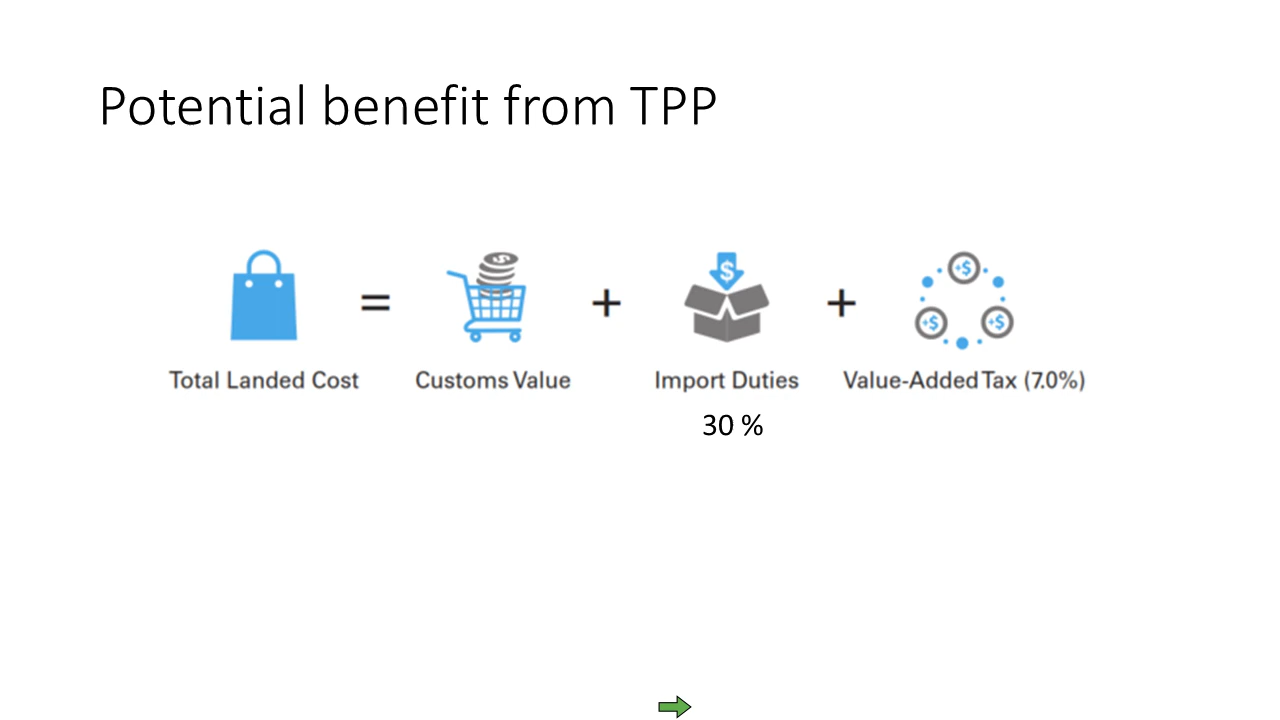 Potential benefit from TPP
$
$
+$
= + +
+$ +$
Total Landed Cost Customs Value Import Duties Value-Added Tax (7.0%)
30 %